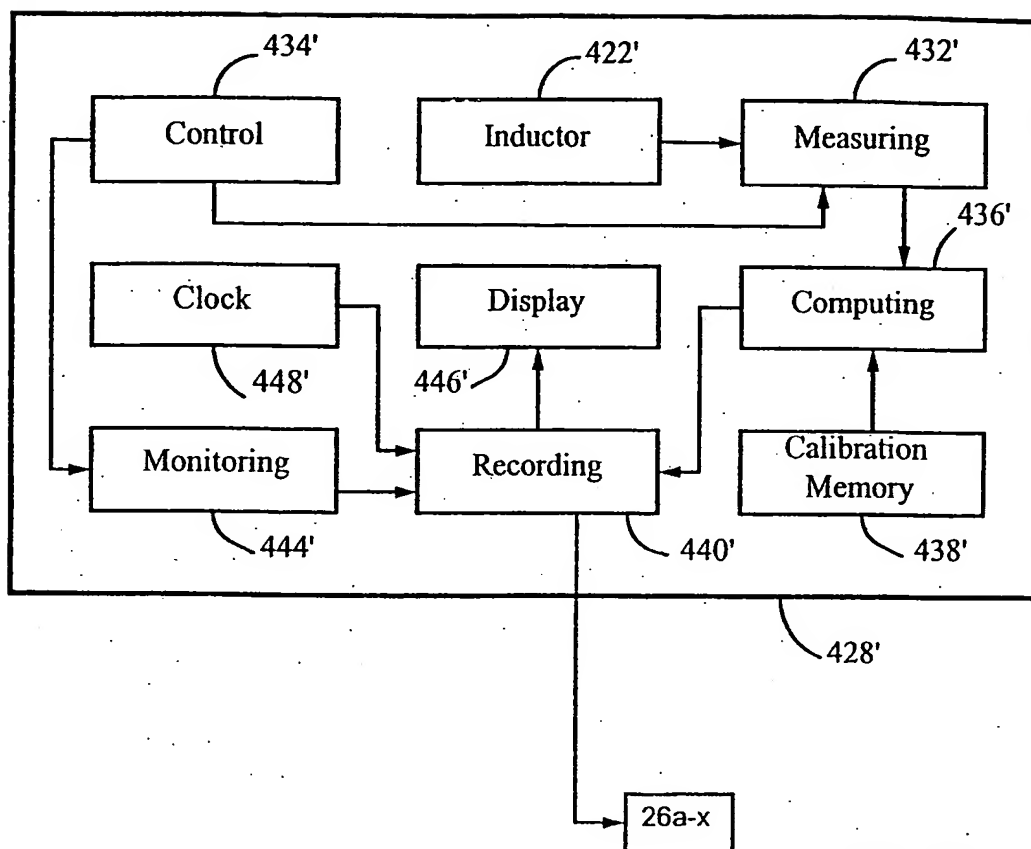 434'
422'
432'
Control
Inductor
Measuring
436'
Clock
Display
Computing
448'
446'
Monitoring
Recording
Calibration
Memory
444'
440'
438'
428'
26a-x